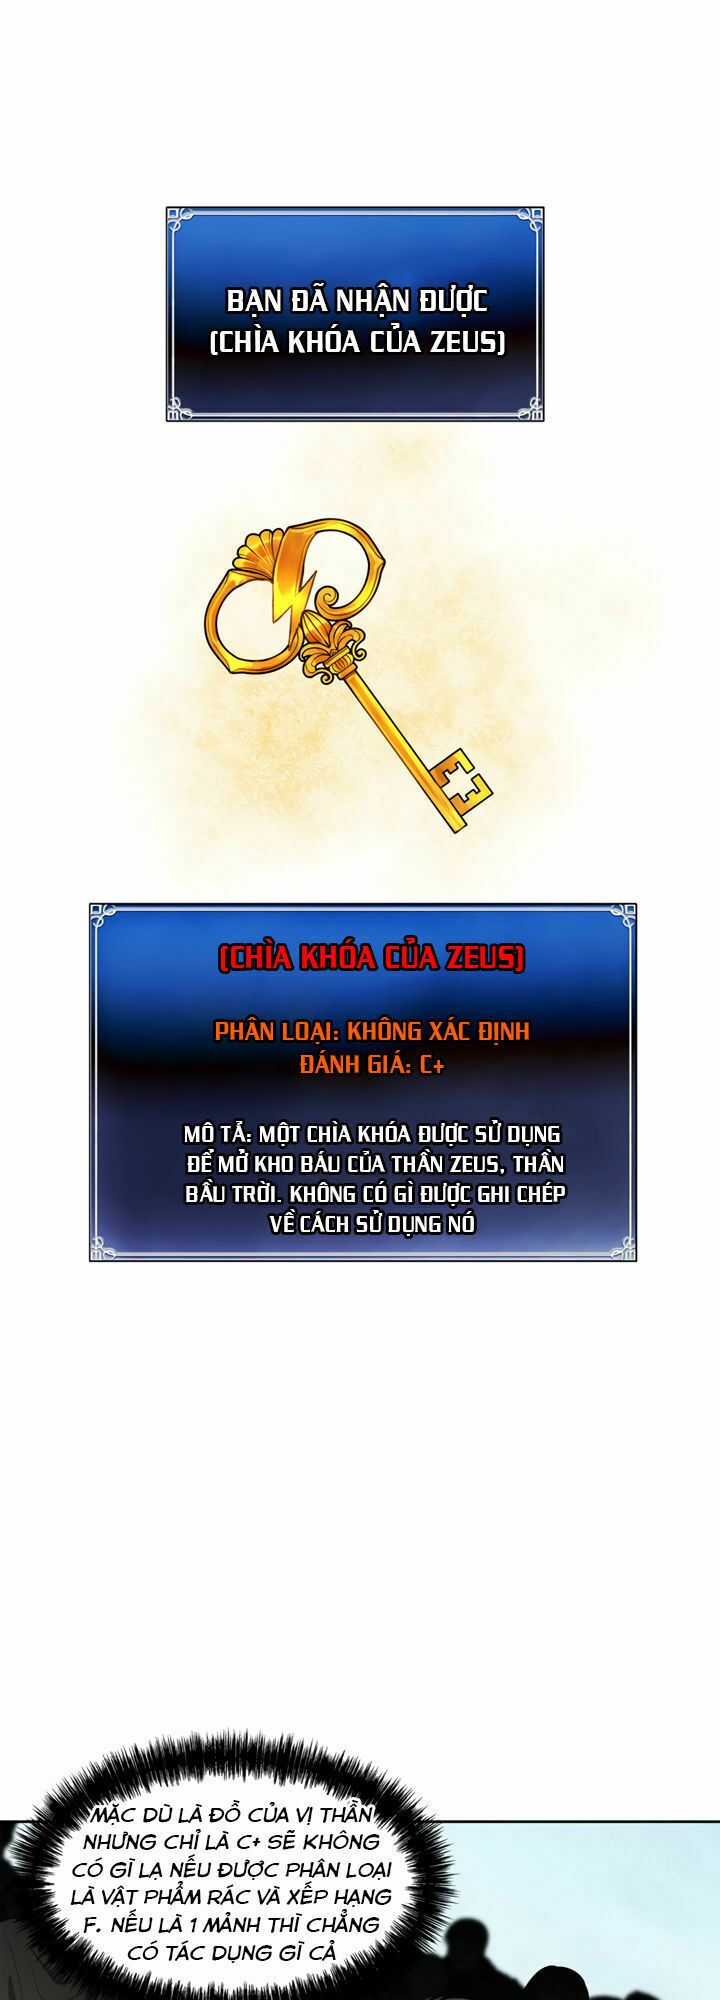 BẠN ĐÃ NHẬN ĐƯỢC
(CHÌA KHÓA CỦA ZEUS)
(CHÌA KHÓA CỦA ZEUS)
PHÂN LOẠI: KHÔNG XÁC ĐỊNH
ĐÁNH GIÁ: C+
MÔ TẢ: MỘT CHÌA KHÓA ĐƯỢC SỬ DỤNG
ĐỂ MỞ KHO BÁU CỦA THẦN ZEUS, THẦN
BẦU TRỜI. KHÔNG CÓ GÌ ĐƯỢC GHI CHÉP
VỀ CÁCH SỬ DỤNG NÓ
MẶC DÙ LÀ ĐỒ CỦA VỊ THẦN
NHƯNG CHỈ LÀ C+ SẼ KHÔNG
CÓ GÌ LẠ NẾU ĐƯỢC PHÂN LOẠI
LÀ VẬT PHẨM RÁC VÀ XẾP HẠNG
F. NẾU LÀ 1 MẢNH THÌ CHẲNG
CÓ TÁC DỤNG GÌ CẢ